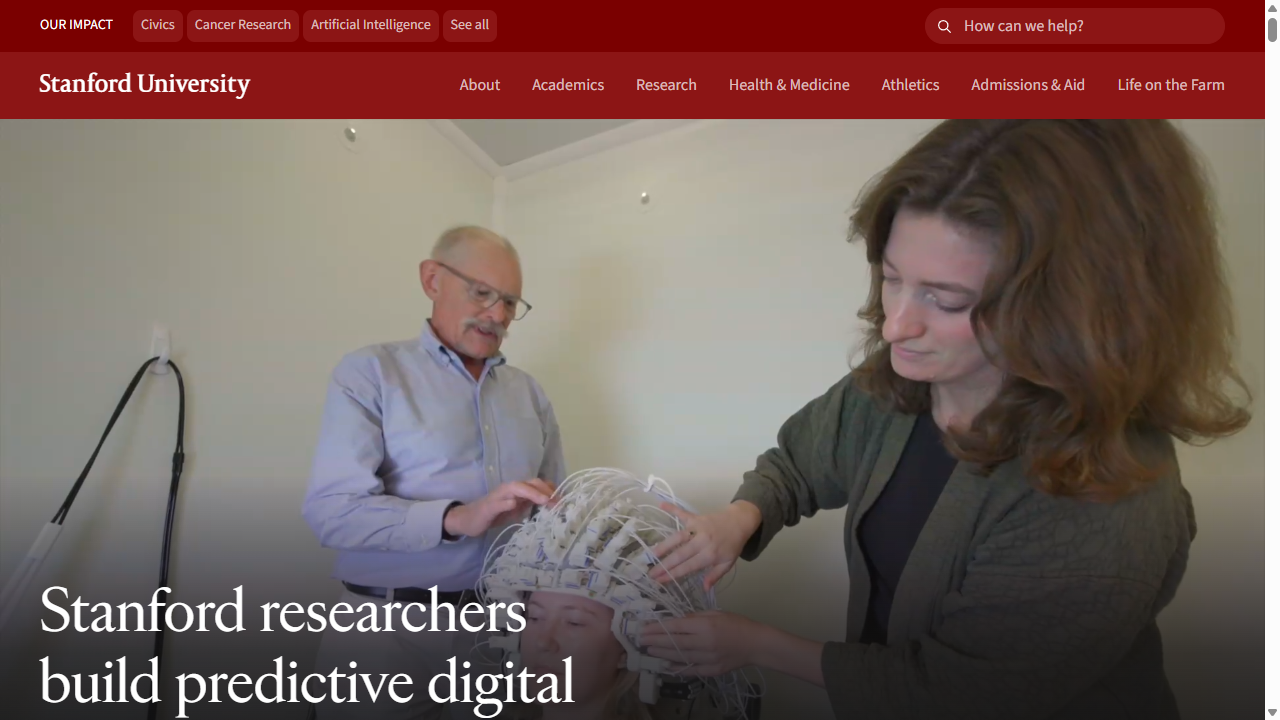 OUR IMPACT Civics Cancer Research Artificial Intelligence See all How can we help?
Stanford University About Academics Research Health & Medicine Athletics Admissions & Aid Life on the Farm
Stanford researchers
build predictive digital